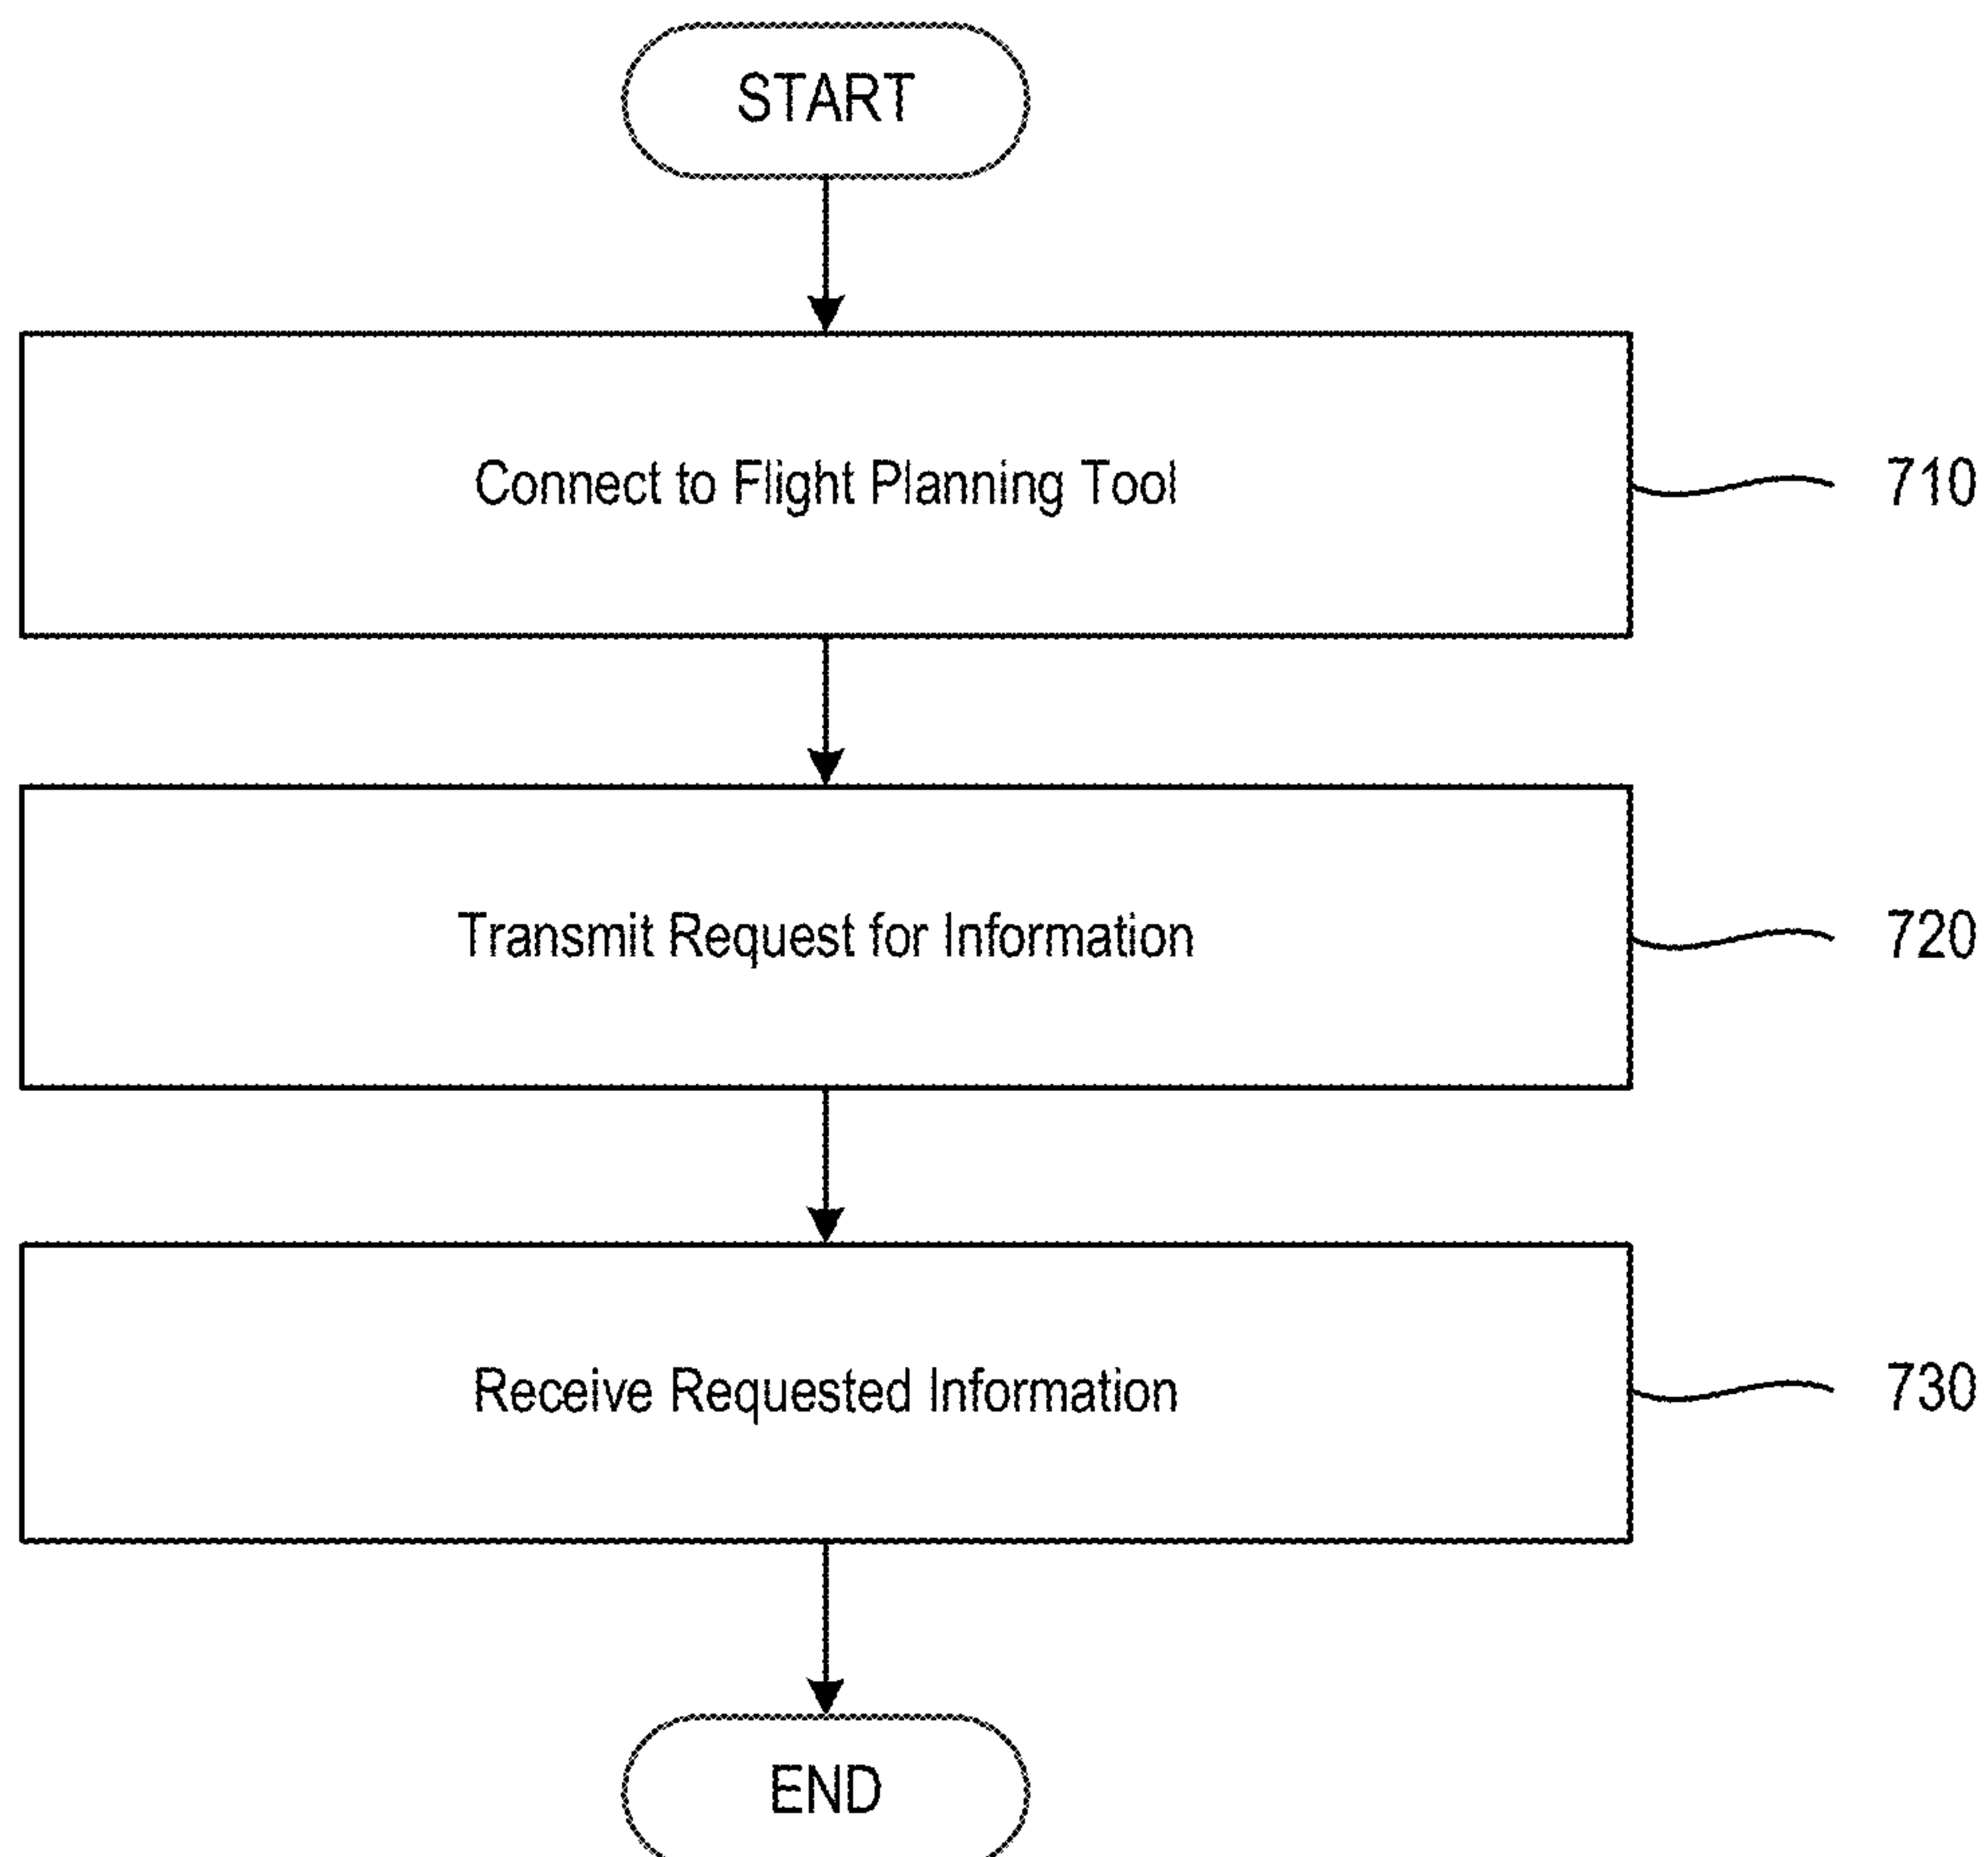 START
Connect to Flight Planning Tool
710
Transmit Request for Information
720
Receive Requested Information
730
END